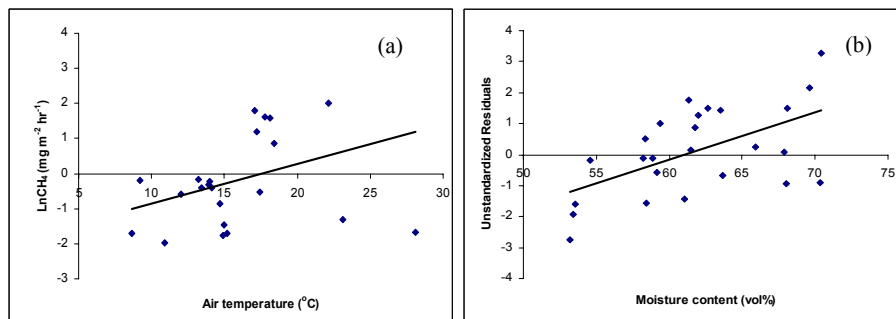 (a)
LnCH4 (mg m-2 hr-1)
4
3
2
1
0
-1
-2
-3
5 10 15 20 25 30
Air temperature (oC)
(b)
Unstandardized Residuals
4
3
2
1
0
-1
-2
-3
-4
50 55 60 65 70 75
Moisture content (vol%)